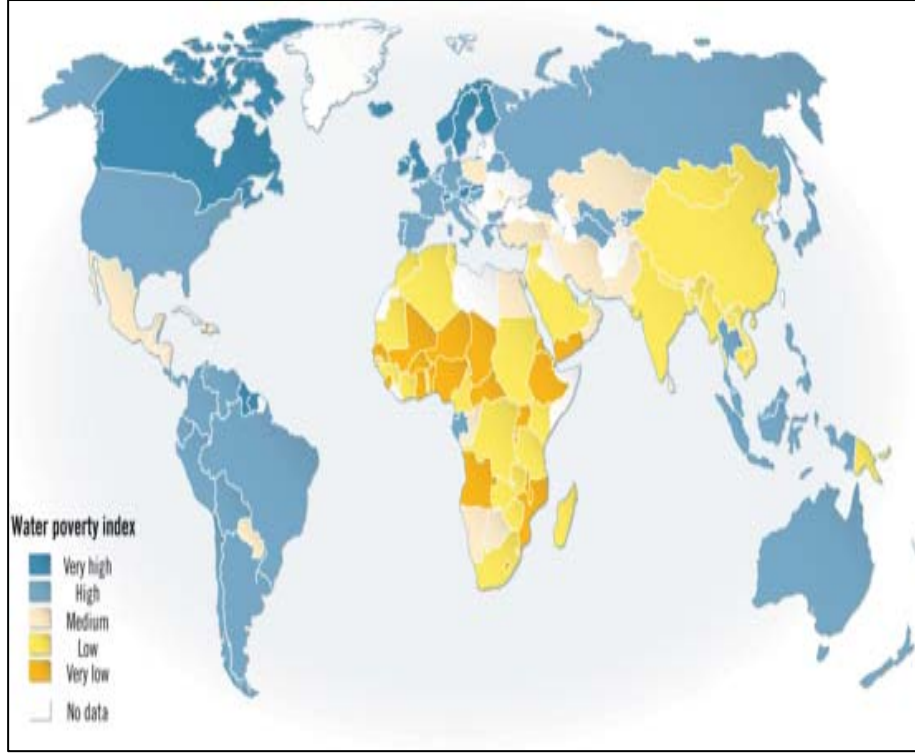 Water poverty index
Very high
High
Medium
Low
Very low
No data